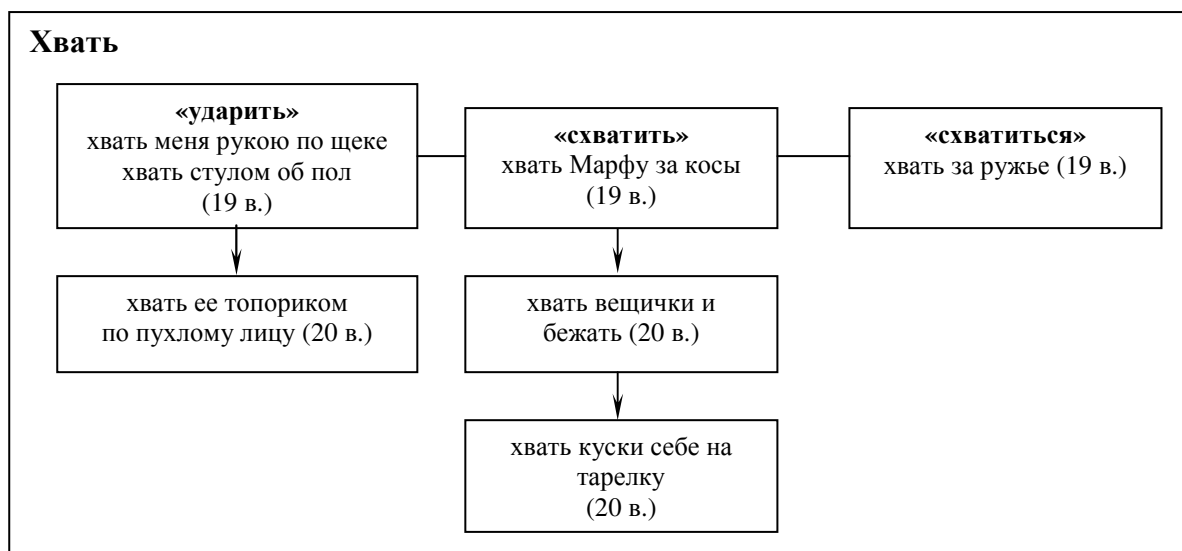 Хвать
«ударить»
хвать меня рукою по щеке
хвать стулом об пол
(19 в.)
«схватить»
хвать Марфу за косы
(19 в.)
«схватиться»
хвать за ружье (19 в.)
хвать ее топориком
по пухлому лицу (20 в.)
хвать вещички и
бежать (20 в.)
хвать куски себе на
тарелку
(20 в.)